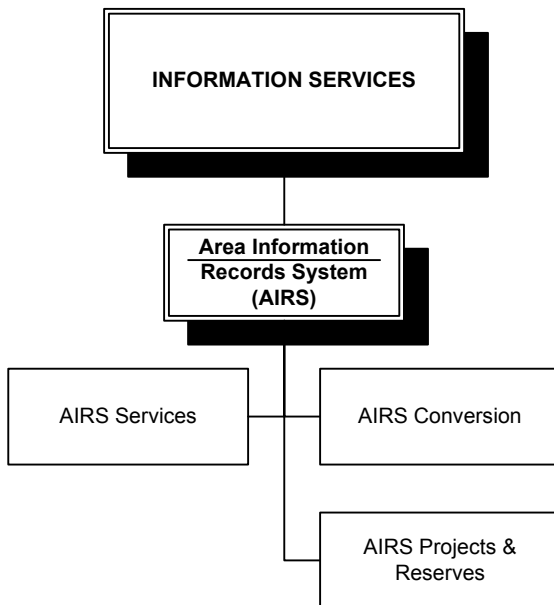 INFORMATION SERVICES
Area Information
Records System
(AIRS)
AIRS Services
AIRS Conversion
AIRS Projects &
Reserves